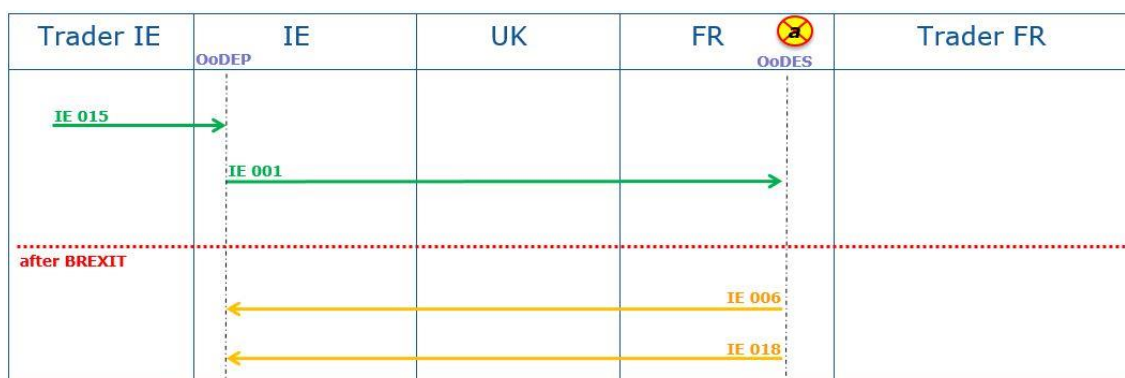 Trader IE IE UK FR a Trader FR
OoDEP OoDES
IE 015
IE 001
after BREXIT
IE 006
IE 018